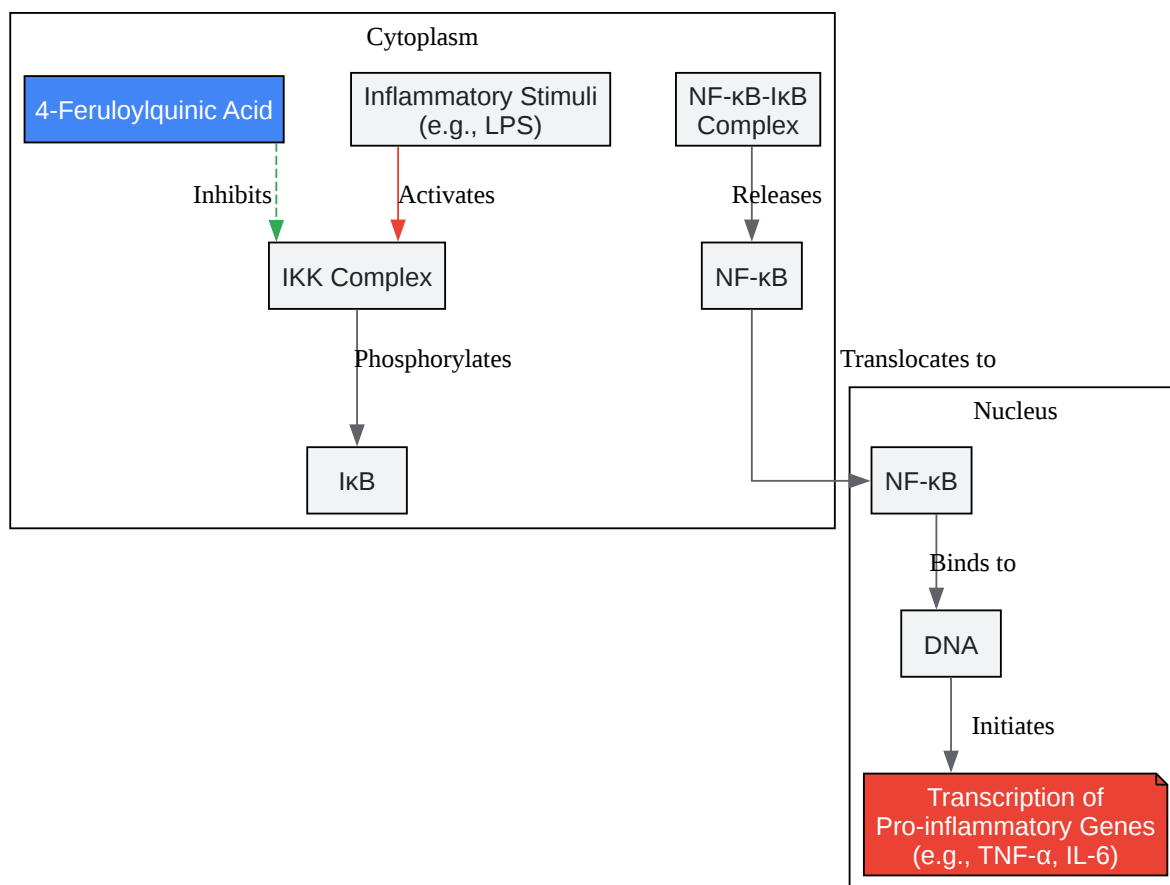 Cytoplasm
4-Feruloylquinic Acid
Inflammatory Stimuli
(e.g., LPS)
NF-κB-IκB
Complex
Inhibits
Activates
Releases
IKK Complex
NF-κB
Phosphorylates
Translocates to
Nucleus
IκB
NF-κB
Binds to
DNA
Initiates
Transcription of
Pro-inflammatory Genes
(e.g., TNF-α, IL-6)